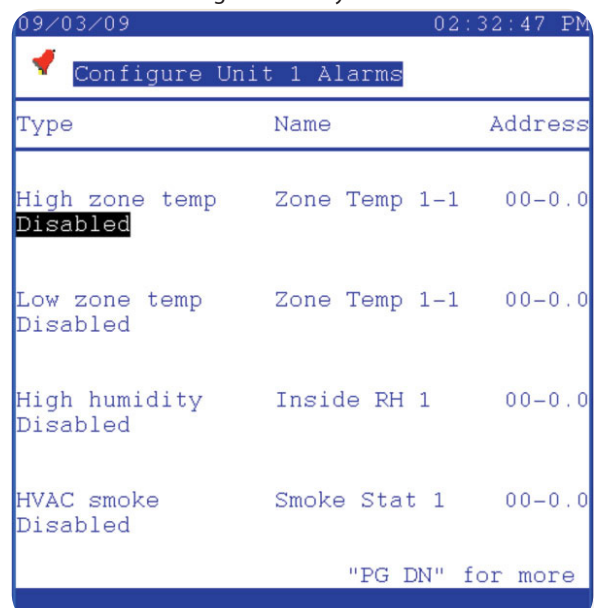 09/03/09 02:32:47 PM
Configure Unit 1 Alarms
Type Name Address
High zone temp Zone Temp 1-1 00-0.0
Disabled
Low zone temp Zone Temp 1-1 00-0.0
Disabled
High humidity Inside RH 1 00-0.0
Disabled
HVAC smoke Smoke Stat 1 00-0.0
Disabled
"PG DN" for more